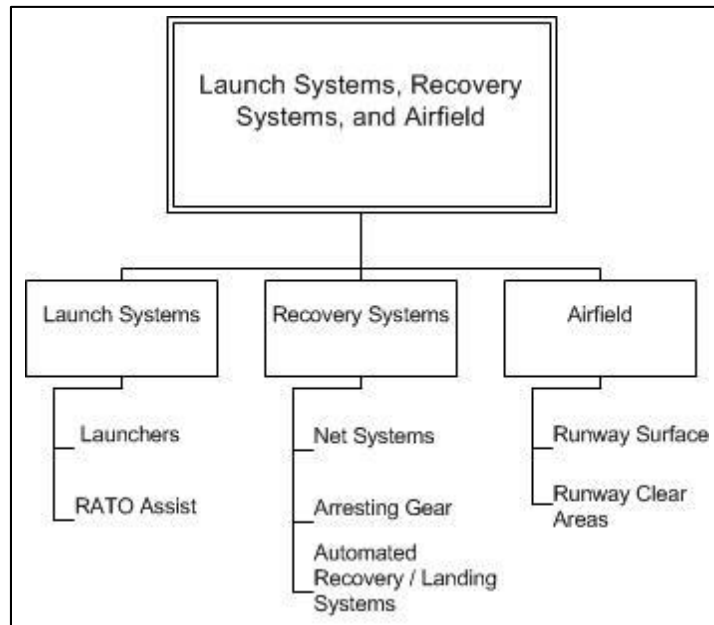 Launch Systems, Recovery
Systems, and Airfield
Launch Systems
Recovery Systems
Airfield
Launchers
RATO Assist
Net Systems
Arresting Gear
Automated
Recovery / Landing
Systems
Runway Surface
Runway Clear
Areas